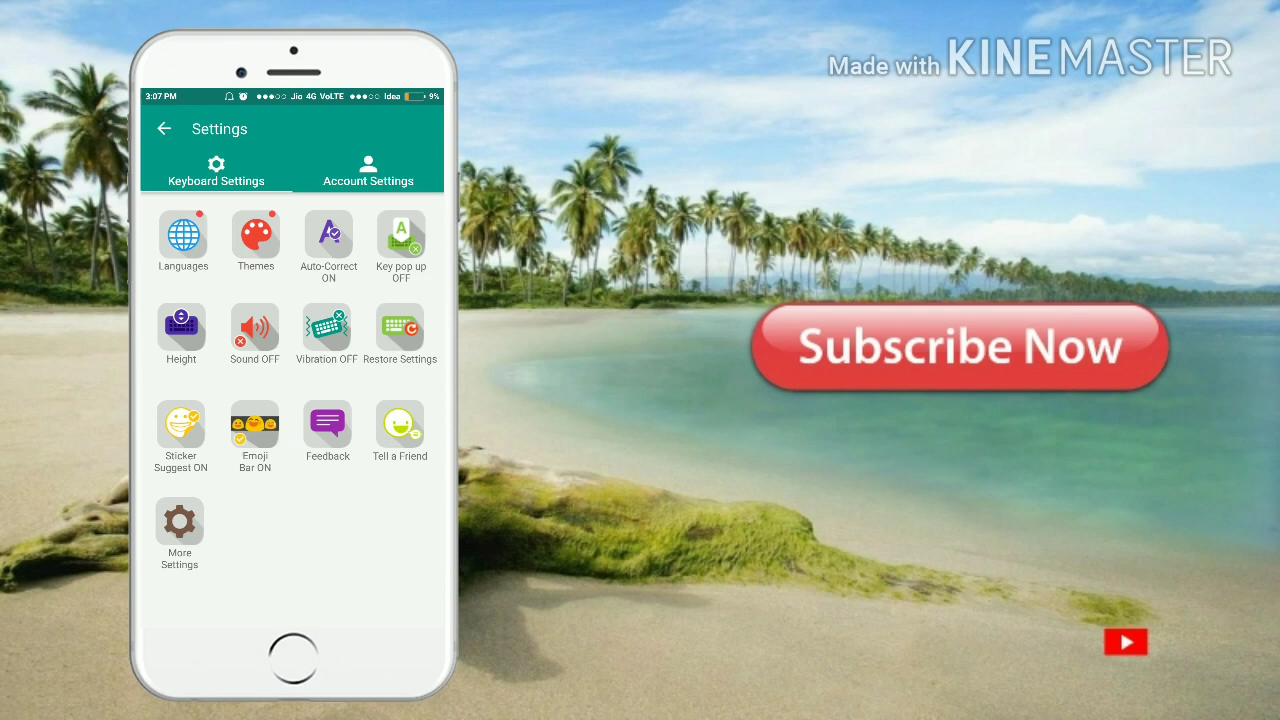 Made with KINEMASTER
3:07 PM Jio 4G VoLTE Idea 9%
Settings
Keyboard Settings Account Settings
Languages Themes Auto-Correct ON Key pop up OFF
Height Sound OFF Vibration OFF Restore Settings
Sticker Suggest ON Emoji Bar ON Feedback Tell a Friend
More Settings
Subscribe Now